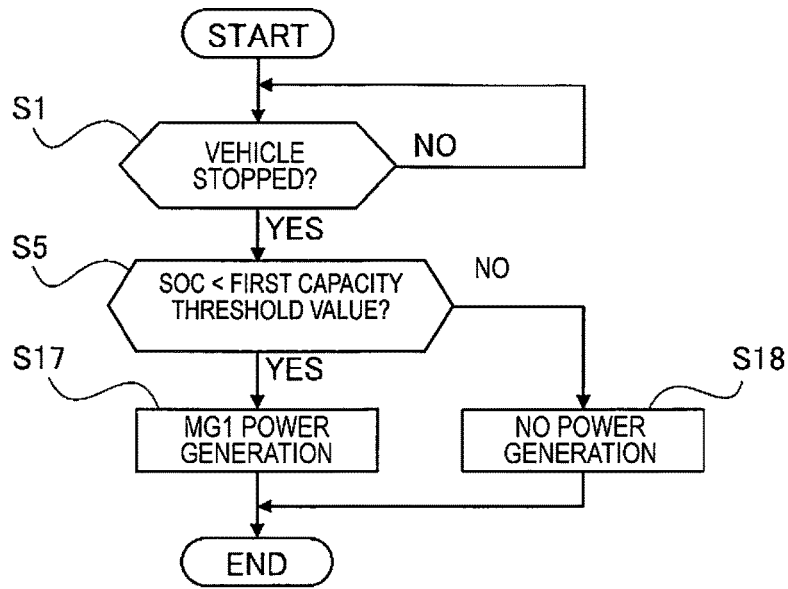 START
S1
VEHICLE
STOPPED?
NO
YES
S5
SOC < FIRST CAPACITY
THRESHOLD VALUE?
NO
YES
S17
MG1 POWER
GENERATION
S18
NO POWER
GENERATION
END